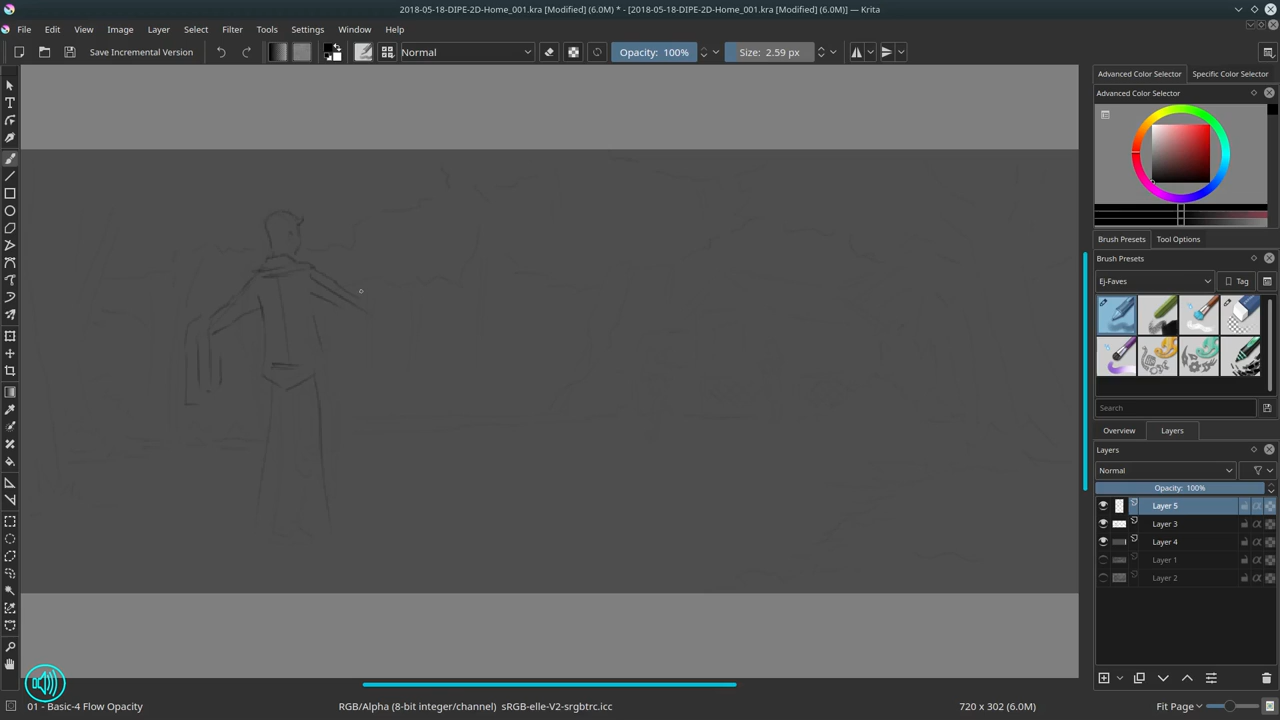 2018-05-18-DIPE-2D-Home_001.kra [Modified] (6.0M) * - [2018-05-18-DIPE-2D-Home_001.kra [Modified] (6.0M)] — Krita
File Edit View Image Layer Select Filter Tools Settings Window Help
Save Incremental Version Normal Opacity: 100% Size: 2.59 px
Advanced Color Selector Specific Color Selector
Advanced Color Selector
Brush Presets Tool Options
Brush Presets
Ej-Faves Tag
Search
Overview Layers
Layers
Normal
Opacity: 100%
Layer 5
Layer 3
Layer 4
Layer 1
Layer 2
01 - Basic-4 Flow Opacity RGB/Alpha (8-bit integer/channel) sRGB-elle-V2-srgbtrc.icc 720 x 302 (6.0M) Fit Page